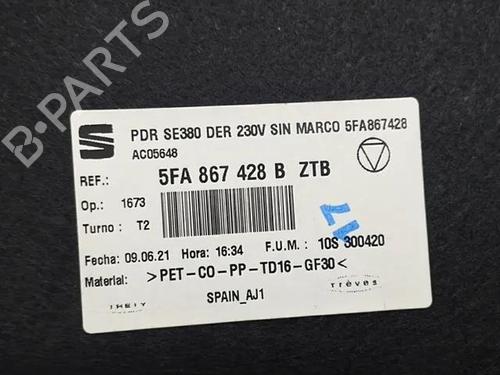 B-PARTS
PDR SE380 DER 230V SIN MARCO 5FA867428
AC05648
REF.: 5FA 867 428 B ZTB
Op.: 1673
Turno: T2
Fecha: 09.06.21 Hora: 16:34 F.U.M.: 10S 300420
Material: >PET-CO-PP-TD16-GF30<
SPAIN_AJ1
Trèves